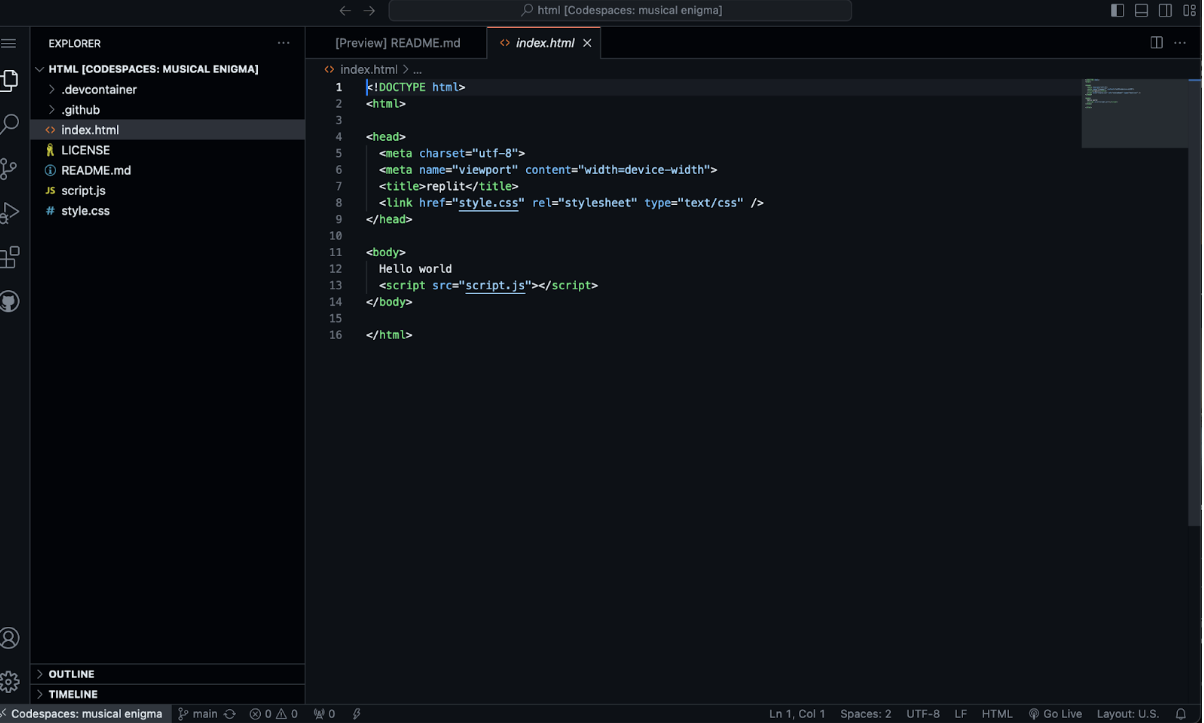 html [Codespaces: musical enigma]
EXPLORER
HTML [CODESPACES: MUSICAL ENIGMA]
.devcontainer
.github
index.html
LICENSE
README.md
JS script.js
# style.css
OUTLINE
TIMELINE
[Preview] README.md
index.html
index.html > ...
1 <!DOCTYPE html>
2 <html>
3
4 <head>
5 <meta charset="utf-8">
6 <meta name="viewport" content="width=device-width">
7 <title>replit</title>
8 <link href="style.css" rel="stylesheet" type="text/css" />
9 </head>
10
11 <body>
12 Hello world
13 <script src="script.js"></script>
14 </body>
15
16 </html>
Codespaces: musical enigma main 0 0 0 Ln 1, Col 1 Spaces: 2 UTF-8 LF HTML Go Live Layout: U.S.